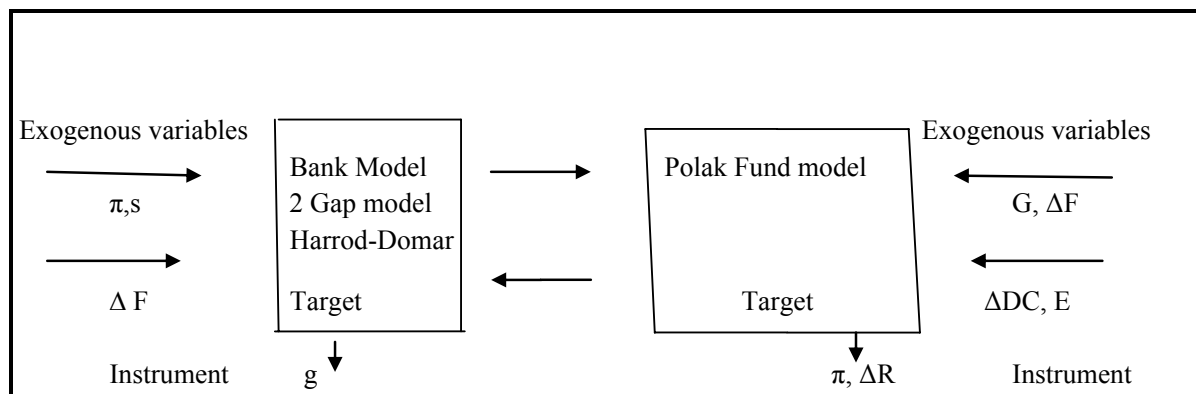 Exogenous variables
π,s
Δ F
Instrument
Bank Model
2 Gap model
Harrod-Domar
Target
g
Polak Fund model
Target
π, ΔR
Exogenous variables
G, ΔF
ΔDC, E
Instrument